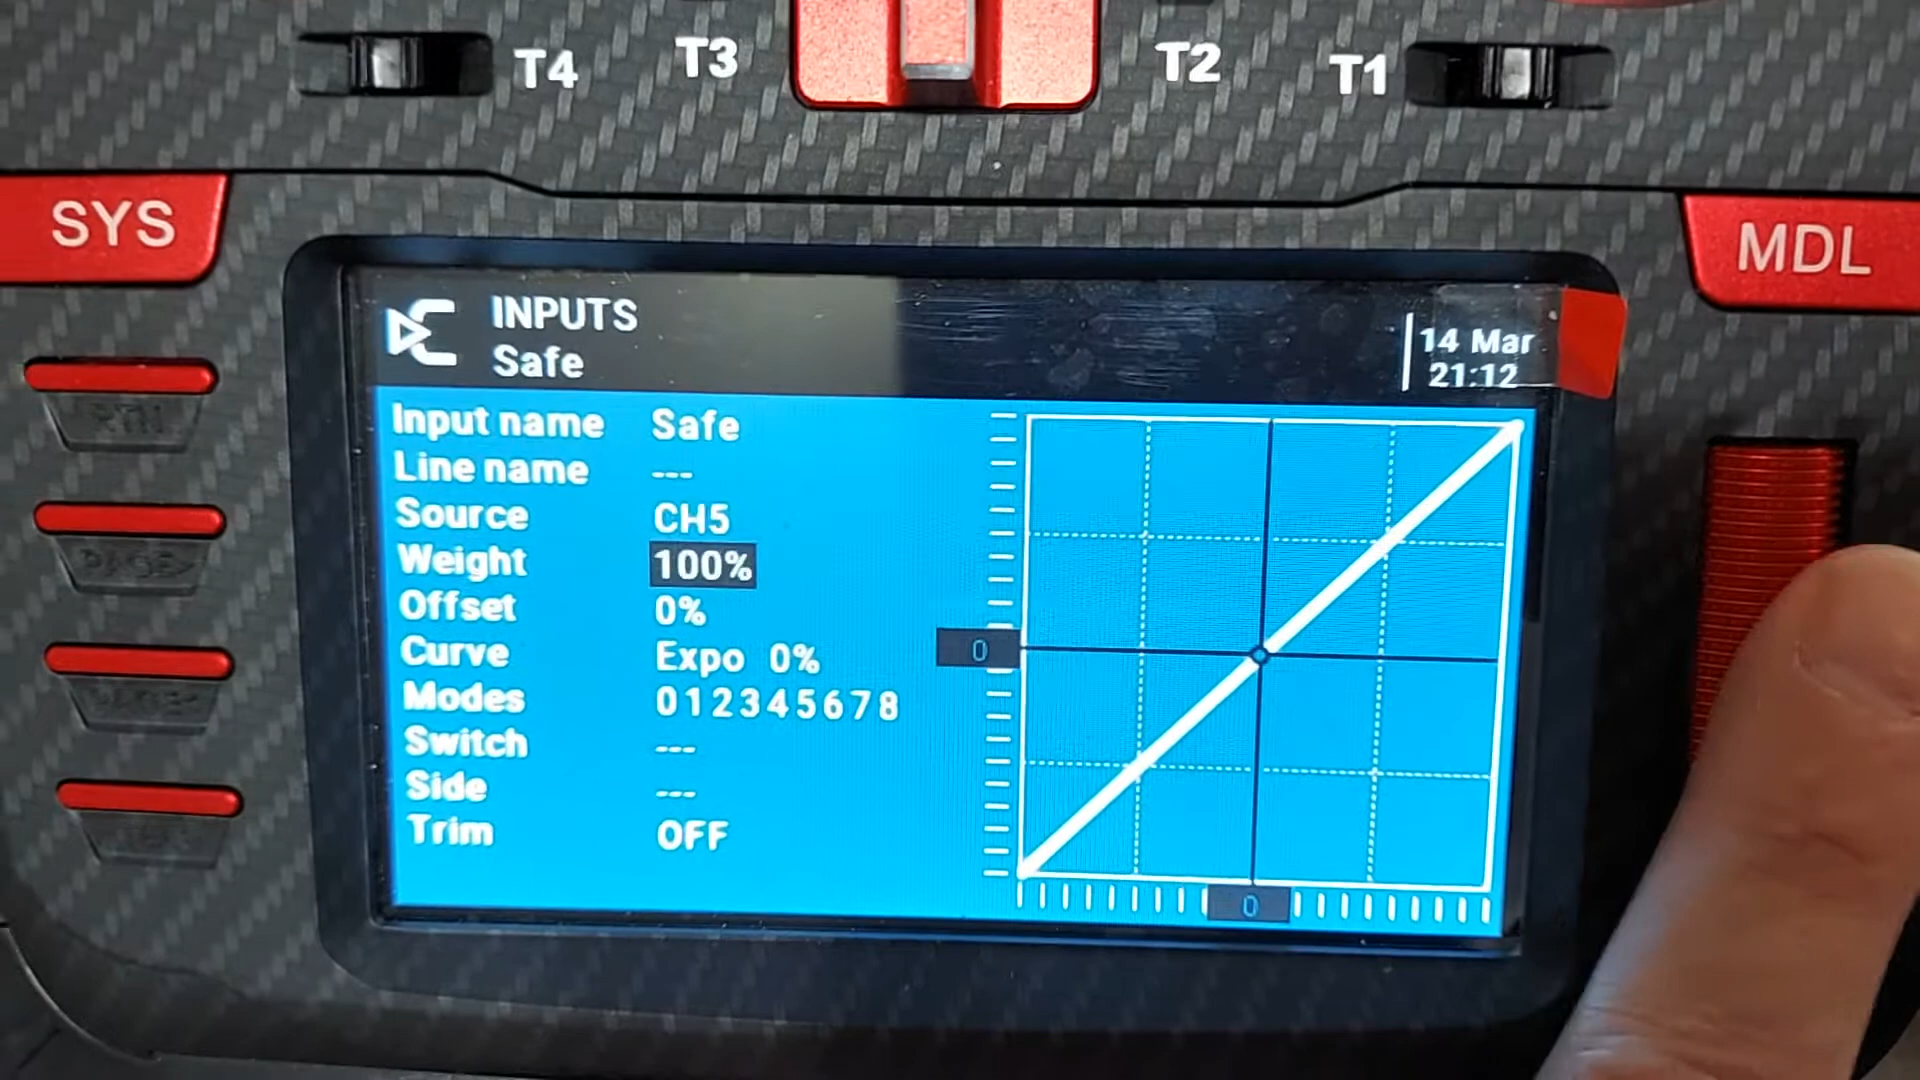 T4
T3
T2
T1
SYS
MDL
INPUTS
Safe
14 Mar
21:12
Input name Safe
Line name ---
Source CH5
Weight 100%
Offset 0%
Curve Expo 0%
Modes 012345678
Switch ---
Side ---
Trim OFF
0
0